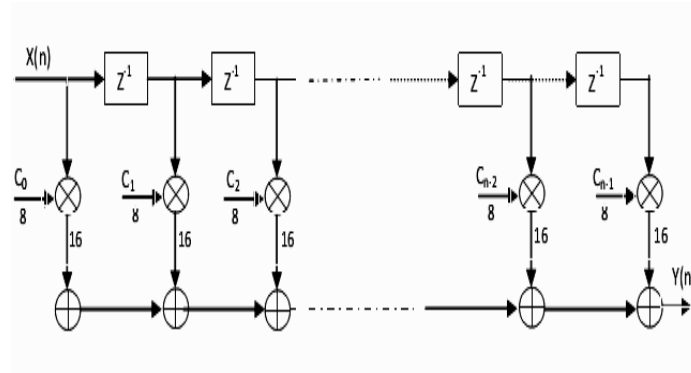 X(n)
Z⁻¹ Z⁻¹ Z⁻¹ Z⁻¹
C₀ C₁ C₂ Cₙ₋₂ Cₙ₋₁
8 8 8 8 8
16 16 16 16 16
Y(n